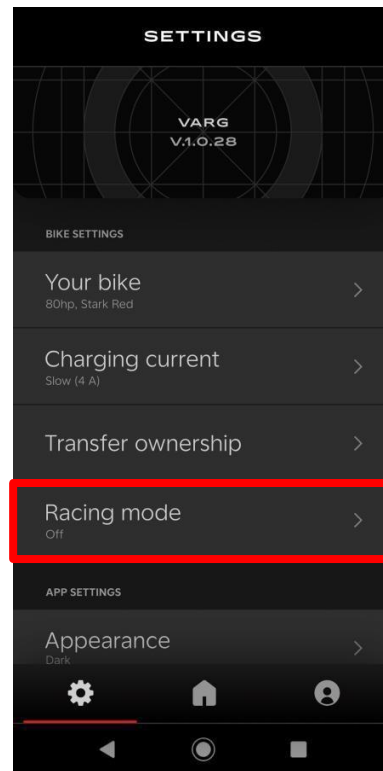 SETTINGS
VARG
V.1.0.28
BIKE SETTINGS
Your bike
80hp, Stark Red
Charging current
Slow (4 A)
Transfer ownership
Racing mode
Off
APP SETTINGS
Appearance
Dark